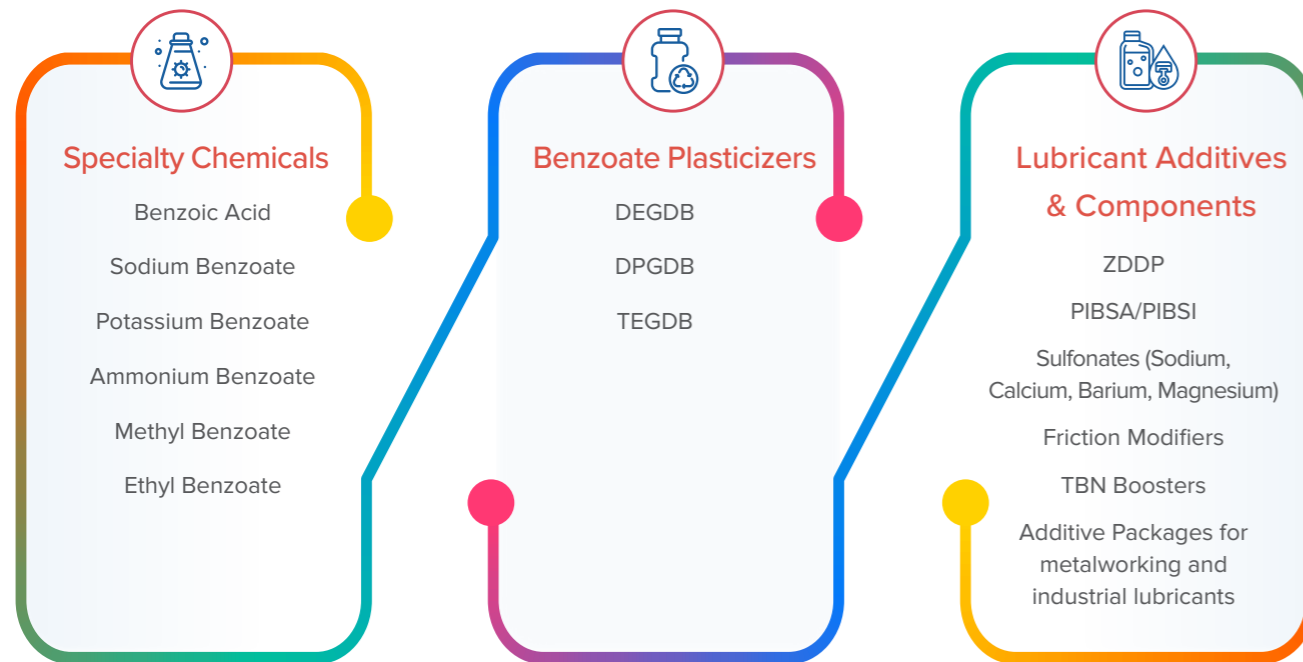 Specialty Chemicals
Benzoic Acid
Sodium Benzoate
Potassium Benzoate
Ammonium Benzoate
Methyl Benzoate
Ethyl Benzoate
Benzoate Plasticizers
DEGDB
DPGDB
TEGDB
Lubricant Additives
& Components
ZDDP
PIBSA/PIBSI
Sulfonates (Sodium,
Calcium, Barium, Magnesium)
Friction Modifiers
TBN Boosters
Additive Packages for
metalworking and
industrial lubricants